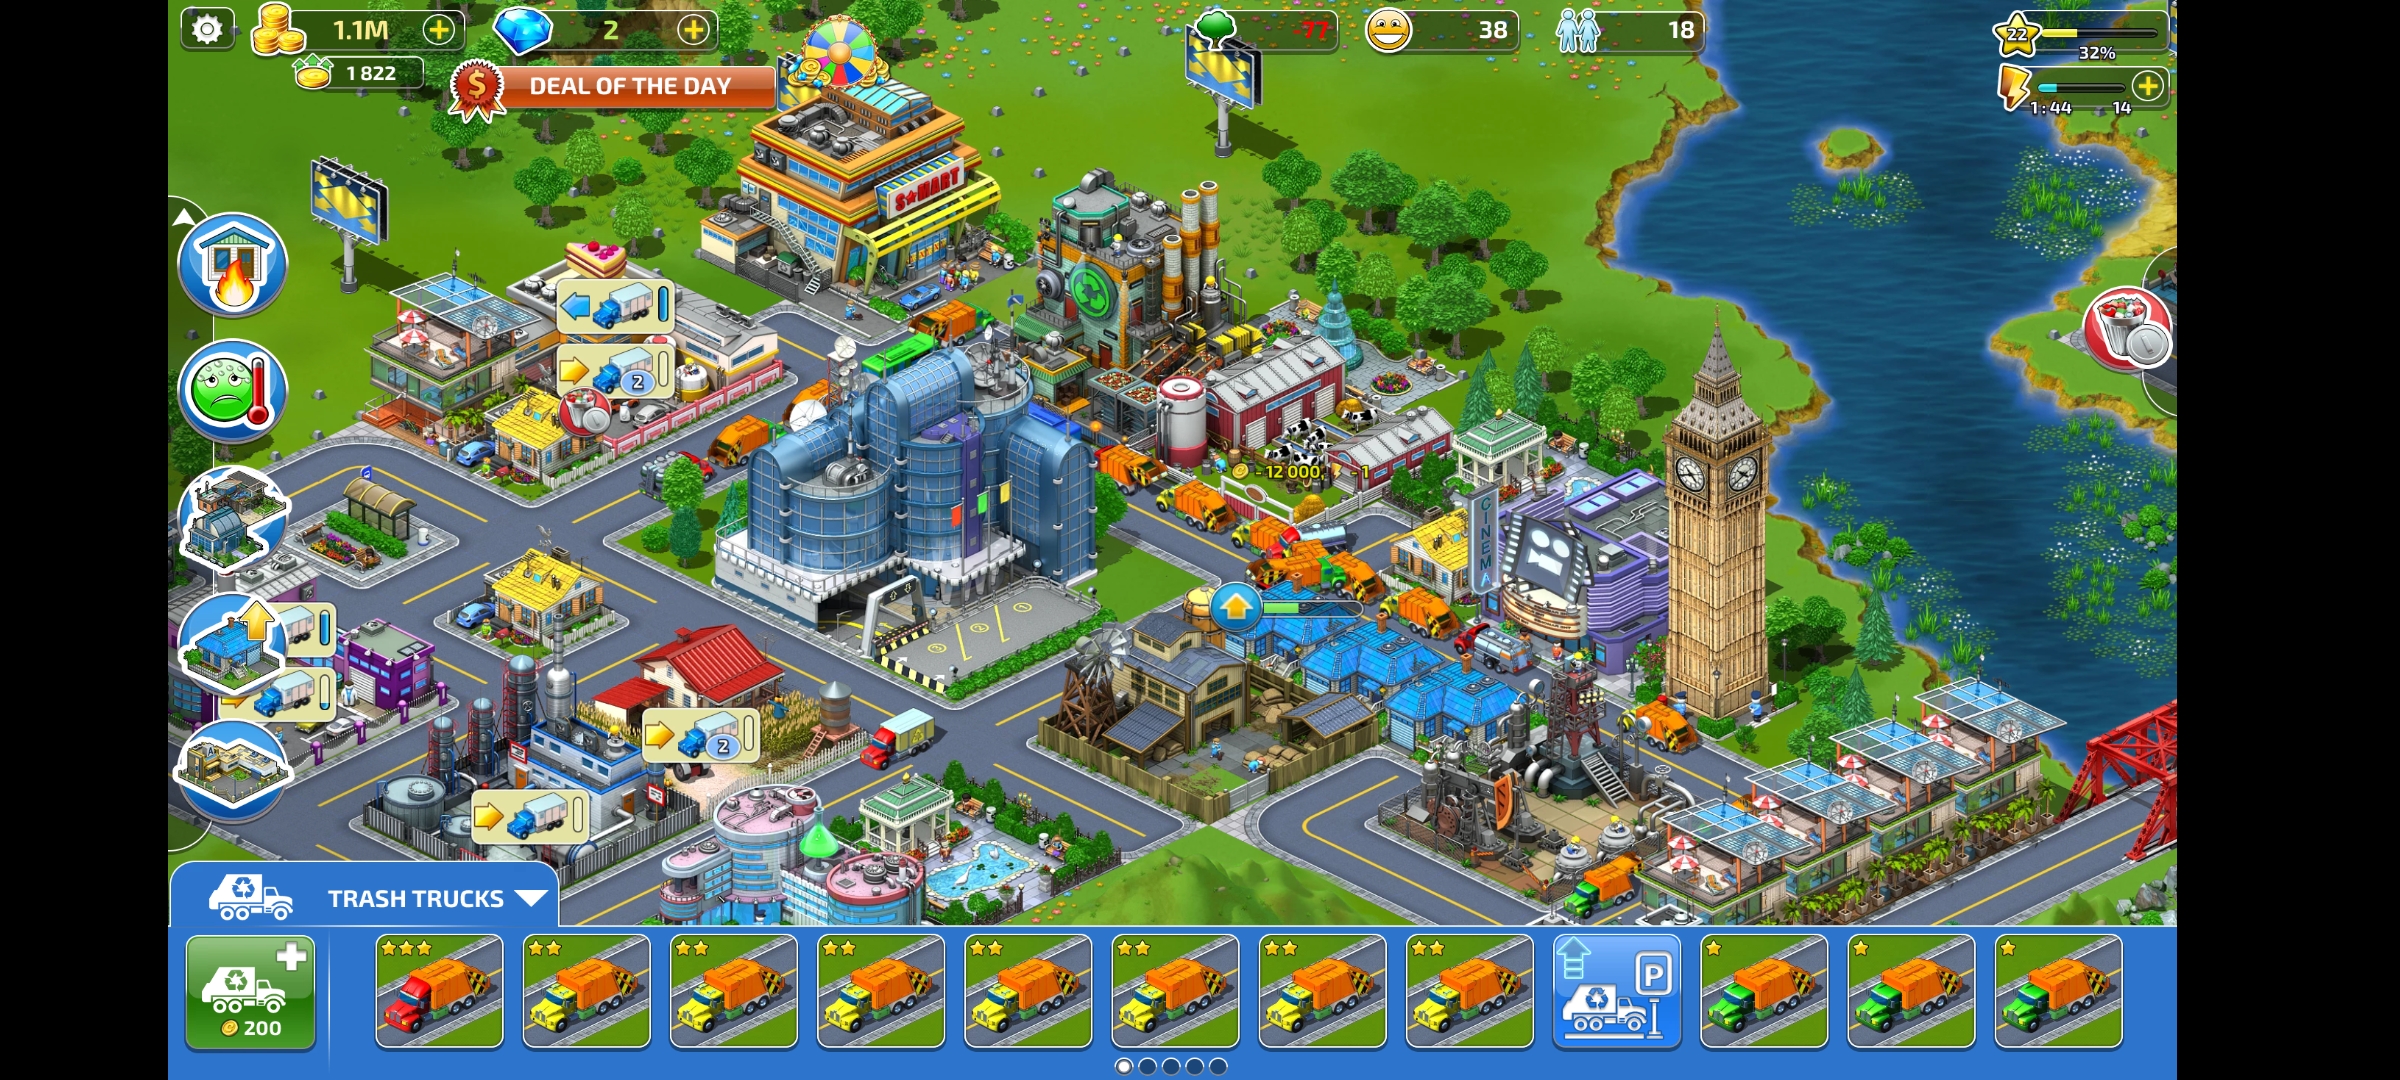 1.1M
2
-77
38
18
22
32%
1 822
DEAL OF THE DAY
1:44
14
S★MART
-12 000
-1
CINEMA
2
2
TRASH TRUCKS
200
P